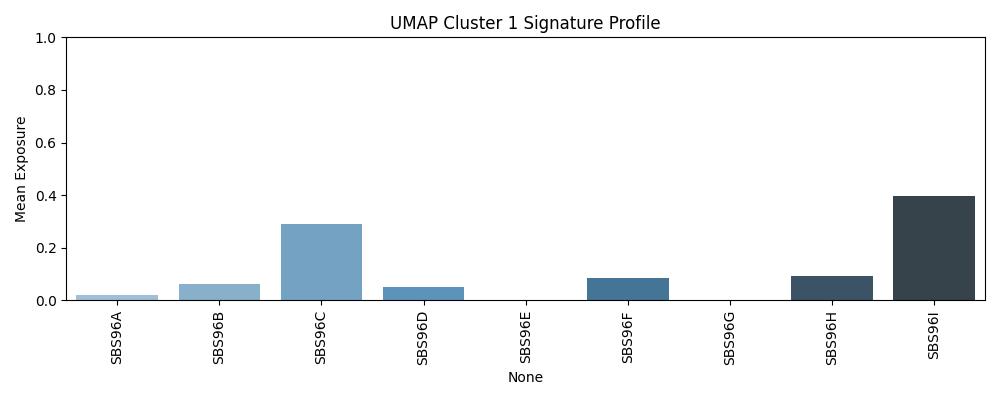 UMAP Cluster 1 Signature Profile
1.0
0.8
0.6
0.4
0.2
0.0
Mean Exposure
SBS96A
SBS96B
SBS96C
SBS96D
SBS96E
SBS96F
SBS96G
SBS96H
SBS96I
None